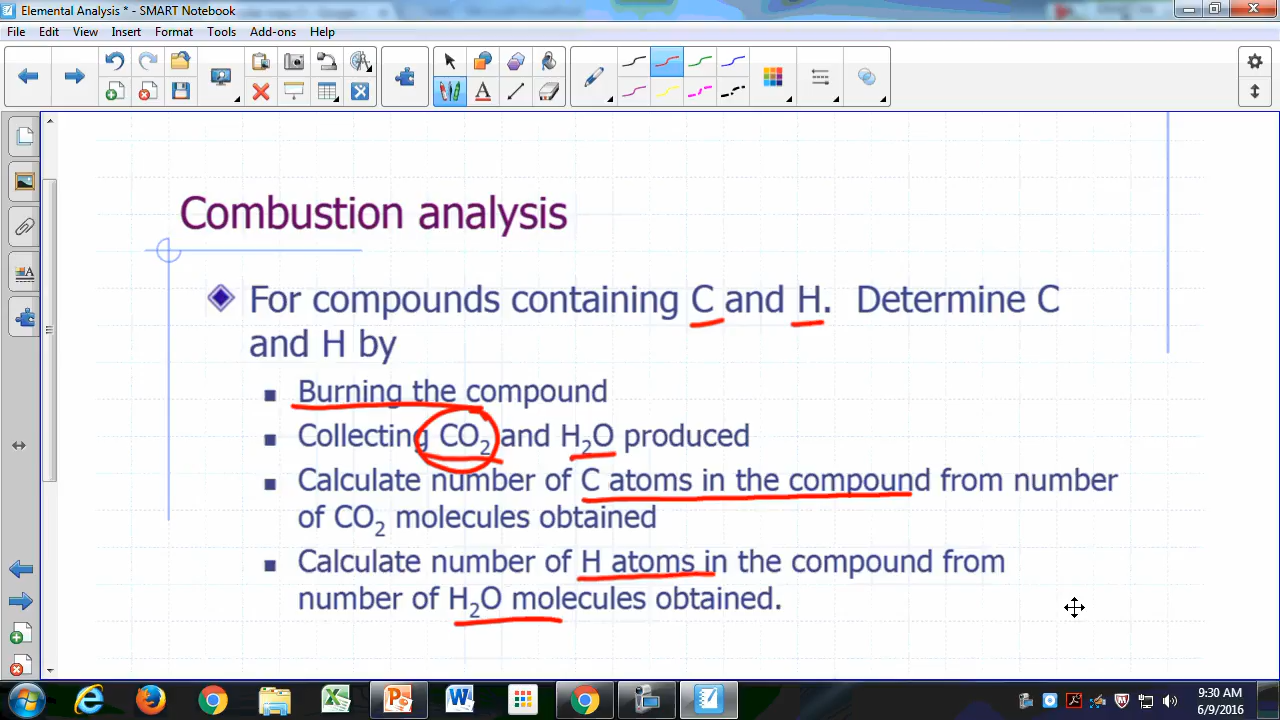 Elemental Analysis * - SMART Notebook
File Edit View Insert Format Tools Add-ons Help
Combustion analysis
For compounds containing C and H. Determine C
and H by
Burning the compound
Collecting CO₂ and H₂O produced
Calculate number of C atoms in the compound from number
of CO₂ molecules obtained
Calculate number of H atoms in the compound from
number of H₂O molecules obtained.
9:30 AM
6/9/2016